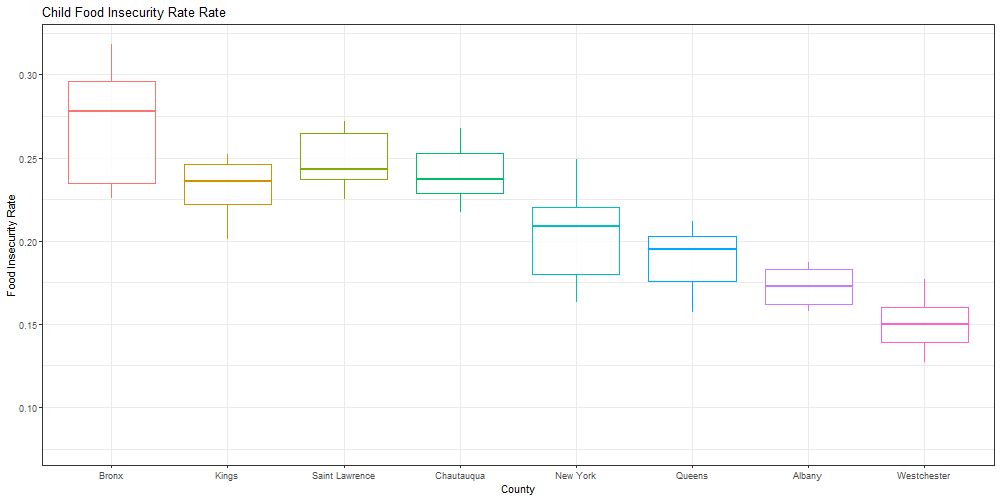 Child Food Insecurity Rate Rate
Food Insecurity Rate
0.30
0.25
0.20
0.15
0.10
Bronx Kings Saint Lawrence Chautauqua New York Queens Albany Westchester
County